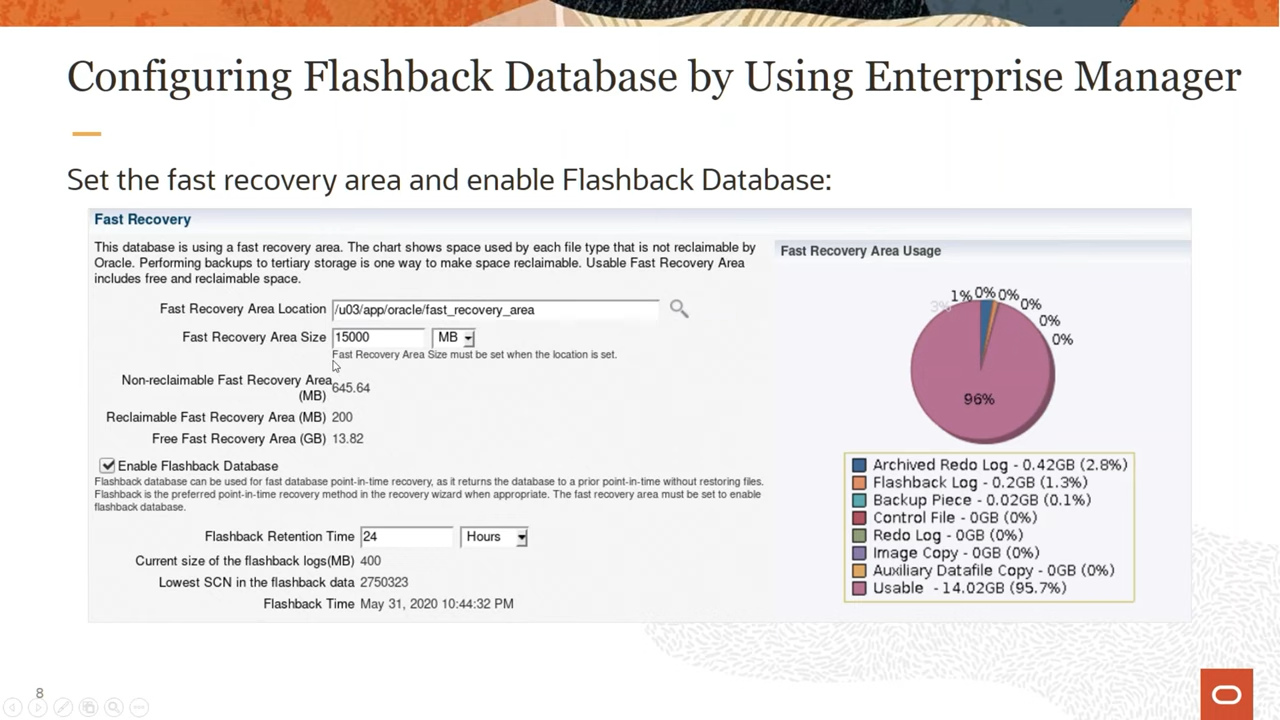 Configuring Flashback Database by Using Enterprise Manager
Set the fast recovery area and enable Flashback Database:
Fast Recovery
This database is using a fast recovery area. The chart shows space used by each file type that is not reclaimable by
Oracle. Performing backups to tertiary storage is one way to make space reclaimable. Usable Fast Recovery Area
includes free and reclaimable space.
Fast Recovery Area Location /u03/app/oracle/fast_recovery_area
Fast Recovery Area Size 15000 MB
Fast Recovery Area Size must be set when the location is set.
Non-reclaimable Fast Recovery Area
(MB) 645.64
Reclaimable Fast Recovery Area (MB) 200
Free Fast Recovery Area (GB) 13.82
Enable Flashback Database
Flashback database can be used for fast database point-in-time recovery, as it returns the database to a prior point-in-time without restoring files.
Flashback is the preferred point-in-time recovery method in the recovery wizard when appropriate. The fast recovery area must be set to enable
flashback database.
Flashback Retention Time 24 Hours
Current size of the flashback logs(MB) 400
Lowest SCN in the flashback data 2750323
Flashback Time May 31, 2020 10:44:32 PM
Fast Recovery Area Usage
3% 1% 0% 0%
0%
0%
0%
96%
Archived Redo Log - 0.42GB (2.8%)
Flashback Log - 0.2GB (1.3%)
Backup Piece - 0.02GB (0.1%)
Control File - 0GB (0%)
Redo Log - 0GB (0%)
Image Copy - 0GB (0%)
Auxiliary Datafile Copy - 0GB (0%)
Usable - 14.02GB (95.7%)
8